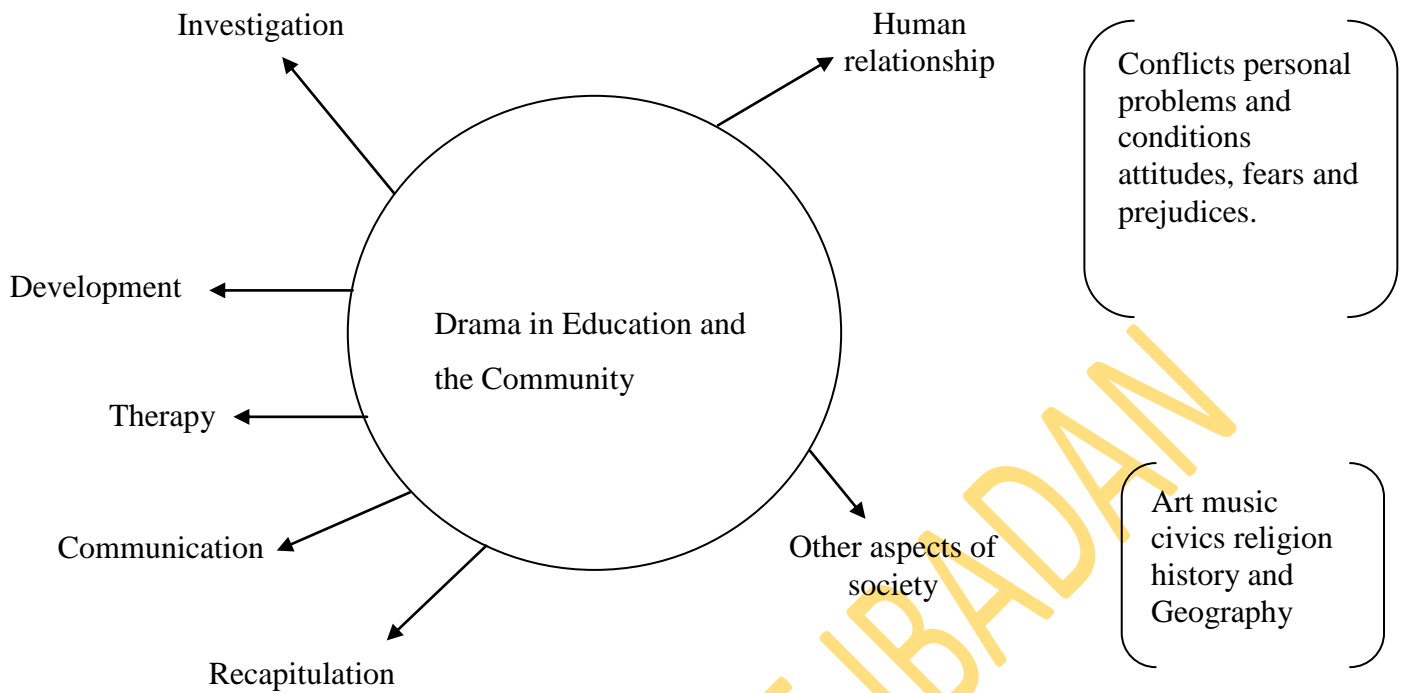 Investigation
Human
relationship
Conflicts personal
problems and
conditions
attitudes, fears and
prejudices.
Development
Drama in Education and
the Community
Therapy
Communication
Other aspects of
society
Art music
civics religion
history and
Geography
Recapitulation
IBADAN